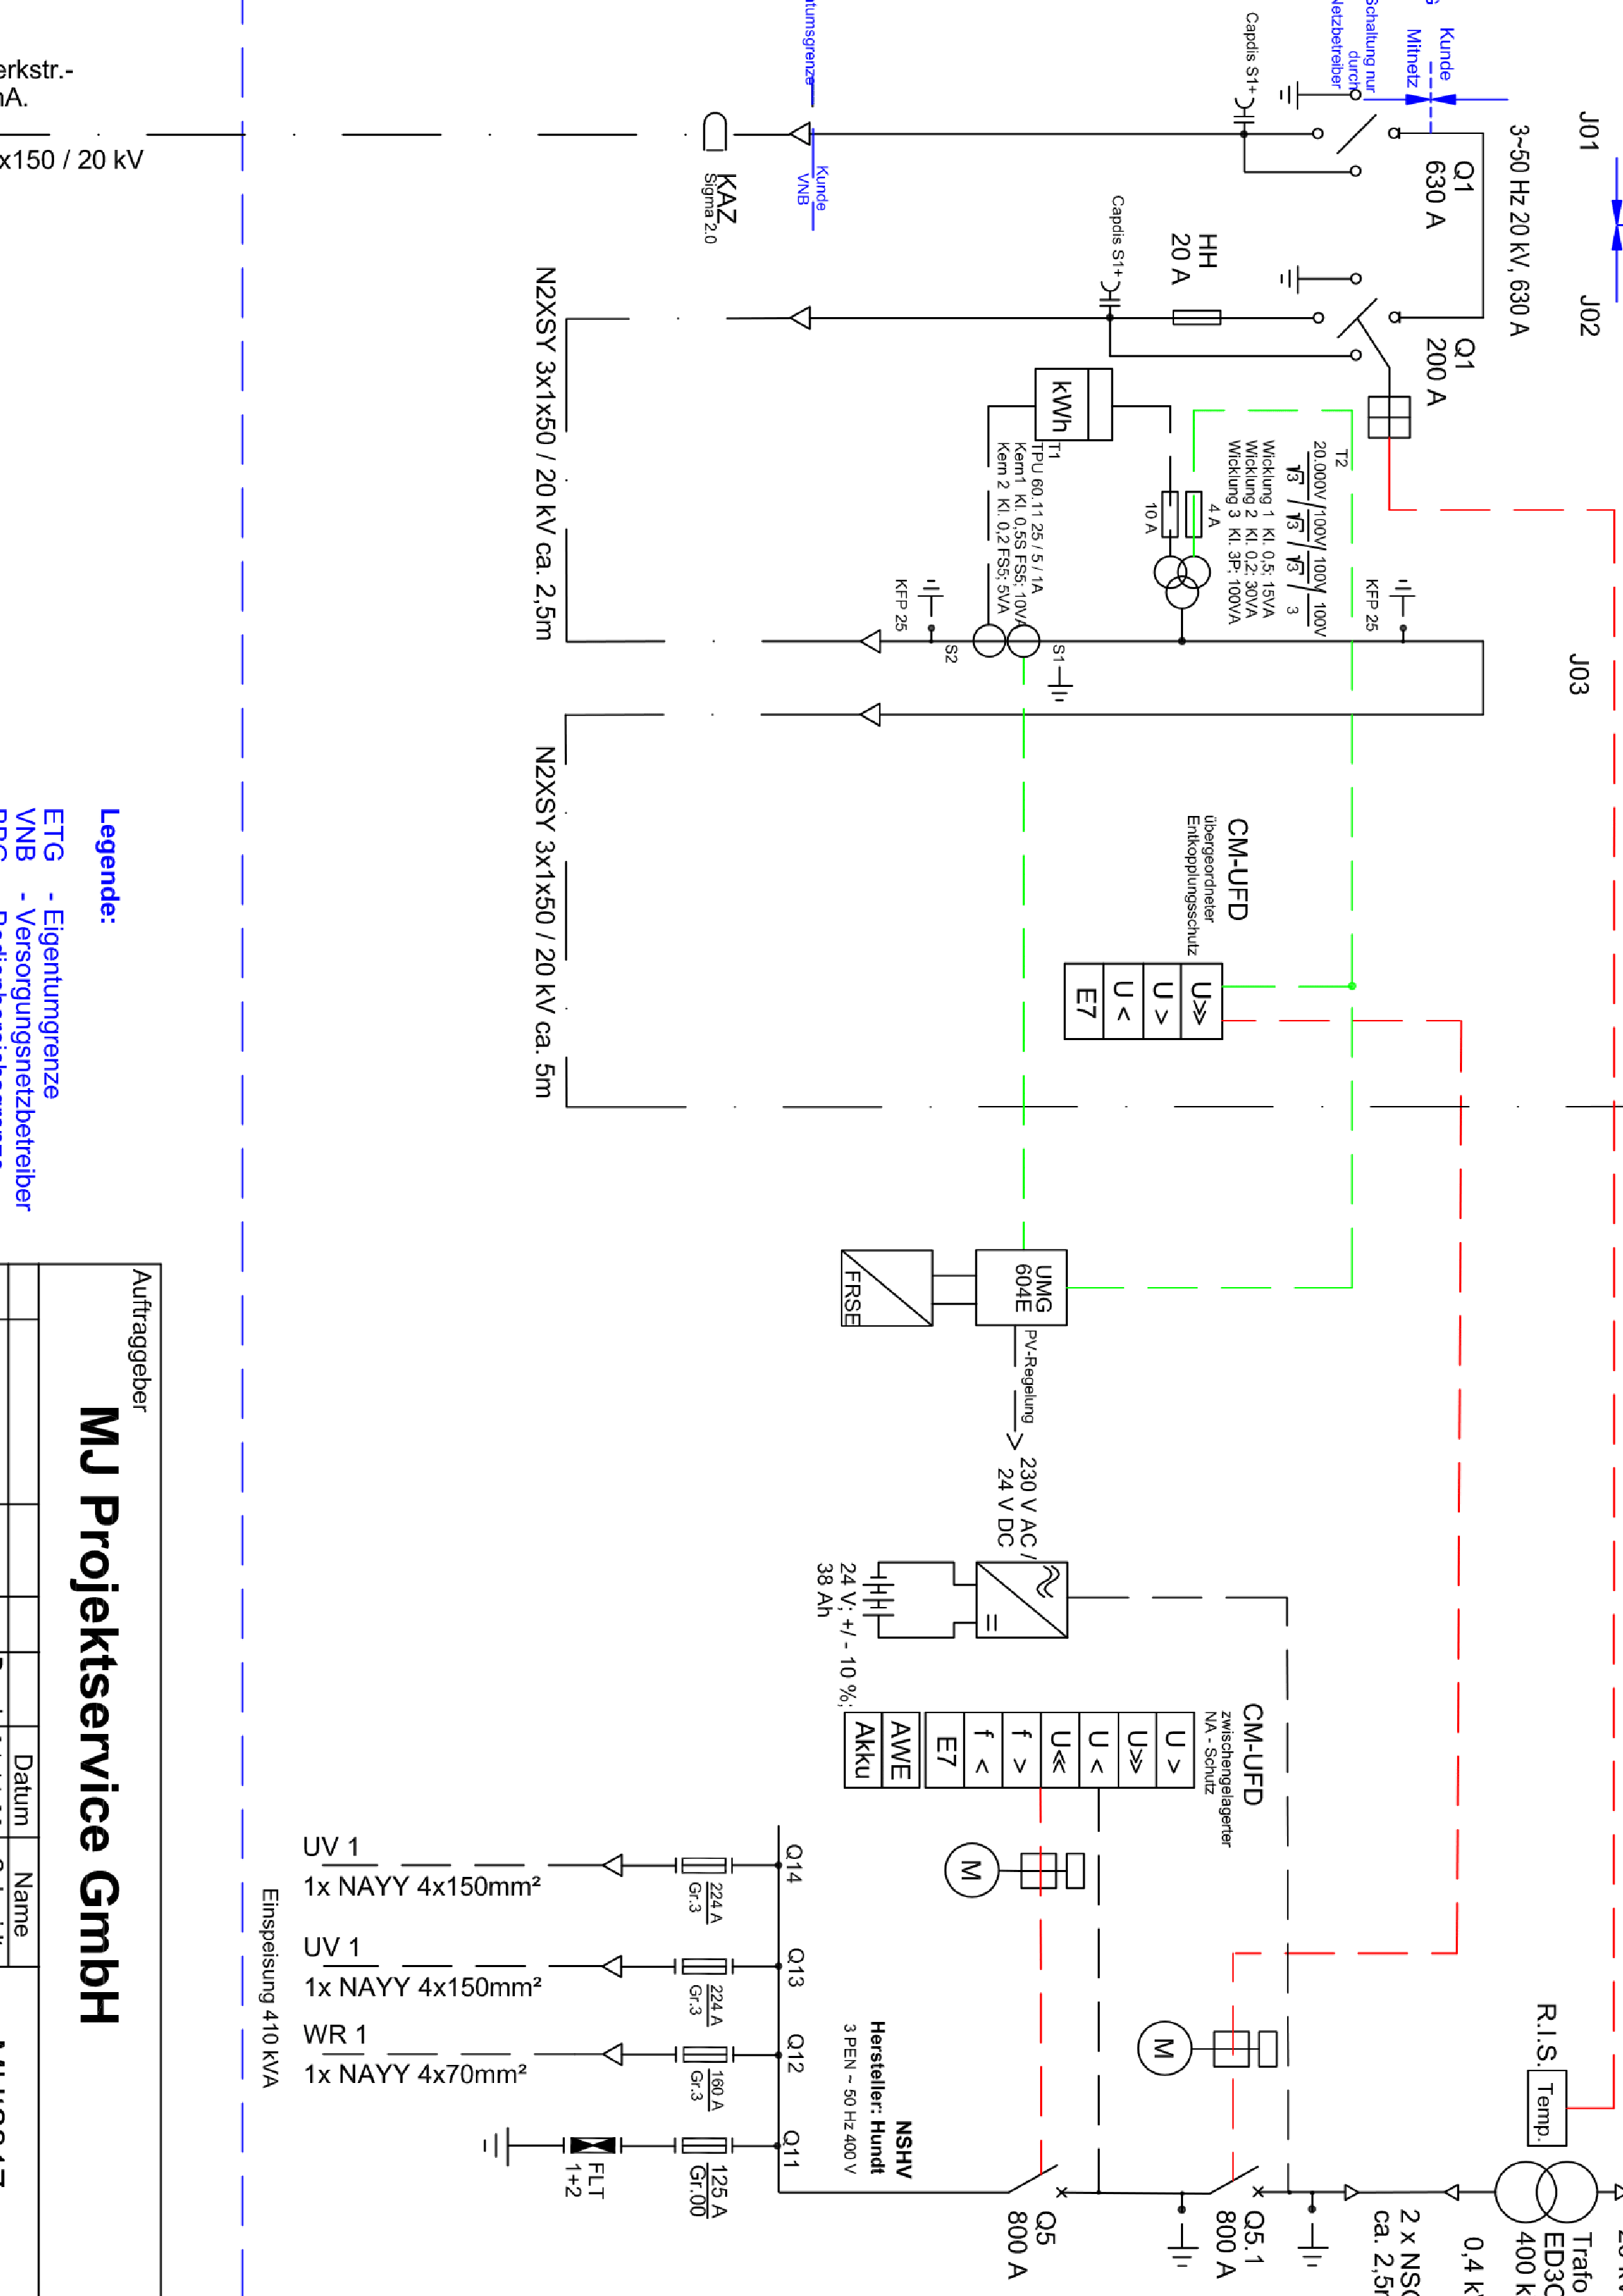 J01
J02
J03
3~50 Hz 20 kV, 630 A
Kunde
Mitnetz
Schaltung nur
durch
Netzbetreiber
Q1
630 A
Q1
200 A
Capdis S1+
HH
20 A
Capdis S1+
Kunde
VNB
KAZ
Sigma 2.0
x150 / 20 kV
T2
20.000V/100V/100V/100V
√3 / √3 / √3 / 3
Wicklung 1 Kl. 0,5; 15VA
Wicklung 2 Kl. 0,2; 30VA
Wicklung 3 Kl. 3P; 100VA
4 A
10 A
kWh
T1
TPU 60.11 25 / 5 / 1A
Kern1 Kl. 0,5S FS5; 10VA
Kern 2 Kl. 0,2 FS5; 5VA
KFP 25
KFP 25
S1
S2
N2XSY 3x1x50 / 20 kV ca. 2,5m
N2XSY 3x1x50 / 20 kV ca. 5m
CM-UFD
übergeordneter
Entkopplungsschutz
U>>
U >
U <
E7
UMG
604E
FRSE
PV-Regelung
230 V AC /
24 V DC
24 V; +/ - 10 %;
38 Ah
CM-UFD
zwischengelagerter
NA - Schutz
U >
U>>
U <
U<<
f >
f <
E7
AWE
Akku
M
M
R.I.S.
Temp.
Trafo
400 k
0,4 k
2 x NSG
ca. 2,5m
Q5.1
800 A
Q5
800 A
NSHV
Hersteller: Hundt
3 PEN ~ 50 Hz 400 V
Q14
224 A
Gr.3
UV 1
1x NAYY 4x150mm²
Q13
224 A
Gr.3
UV 1
1x NAYY 4x150mm²
Q12
160 A
Gr.3
WR 1
1x NAYY 4x70mm²
Q11
125 A
Gr.00
FLT
1+2
Einspeisung 410 kVA
Legende:
ETG - Eigentumgrenze
VNB - Versorgungsnetzbetreiber
Auftraggeber
MJ Projektservice GmbH
Datum
Name